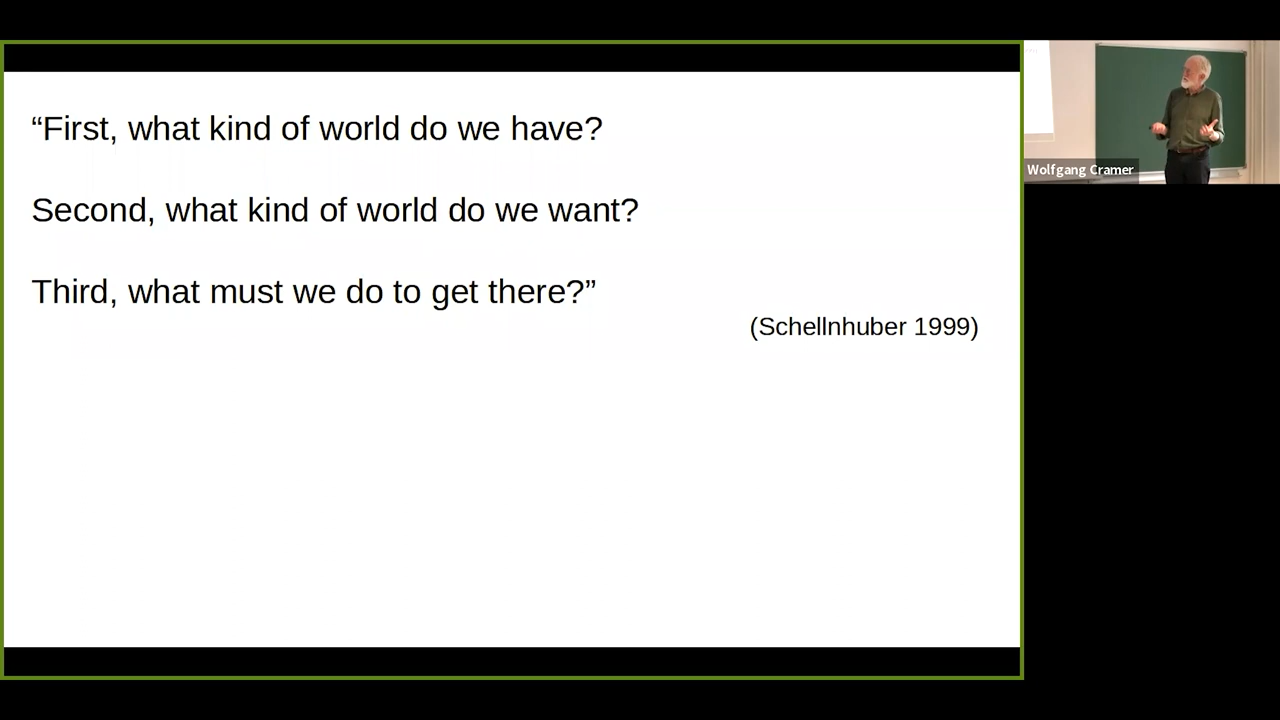 “First, what kind of world do we have?
Second, what kind of world do we want?
Third, what must we do to get there?”
(Schellnhuber 1999)
Wolfgang Cramer